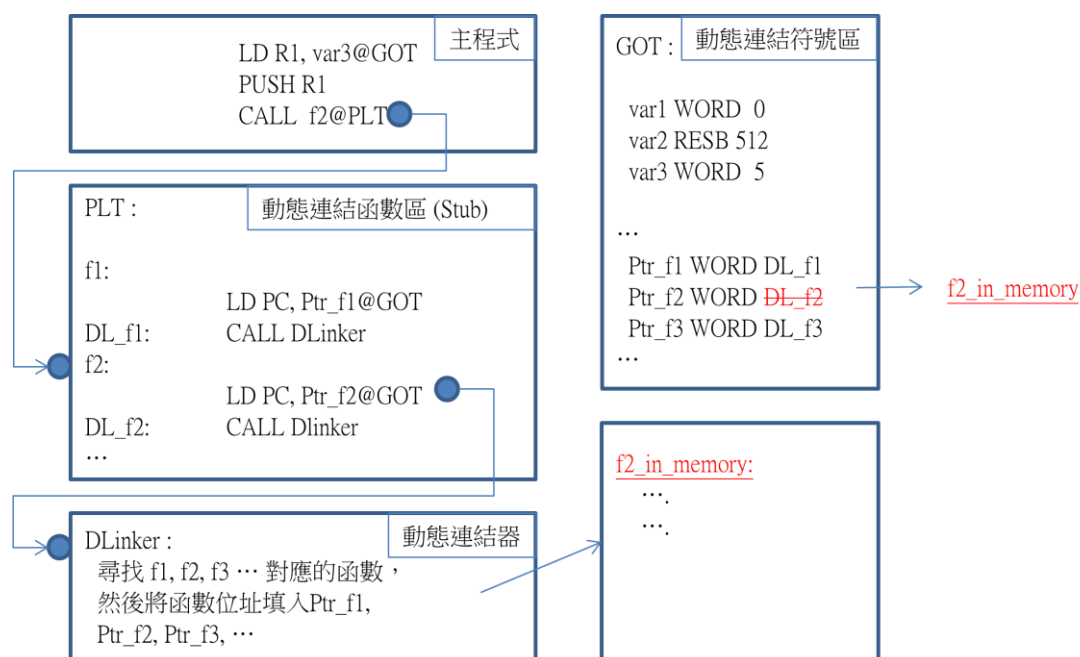 主程式
LD R1, var3@GOT
PUSH R1
CALL f2@PLT
PLT :
動態連結函數區 (Stub)
f1:
LD PC, Ptr_f1@GOT
DL_f1: CALL DLinker
f2:
LD PC, Ptr_f2@GOT
DL_f2: CALL Dlinker
…
動態連結器
DLinker :
尋找 f1, f2, f3 … 對應的函數，
然後將函數位址填入Ptr_f1,
Ptr_f2, Ptr_f3, …
GOT :
動態連結符號區
var1 WORD 0
var2 RESB 512
var3 WORD 5
…
Ptr_f1 WORD DL_f1
Ptr_f2 WORD DL_f2
f2_in_memory
Ptr_f3 WORD DL_f3
…
f2_in_memory:
….
….